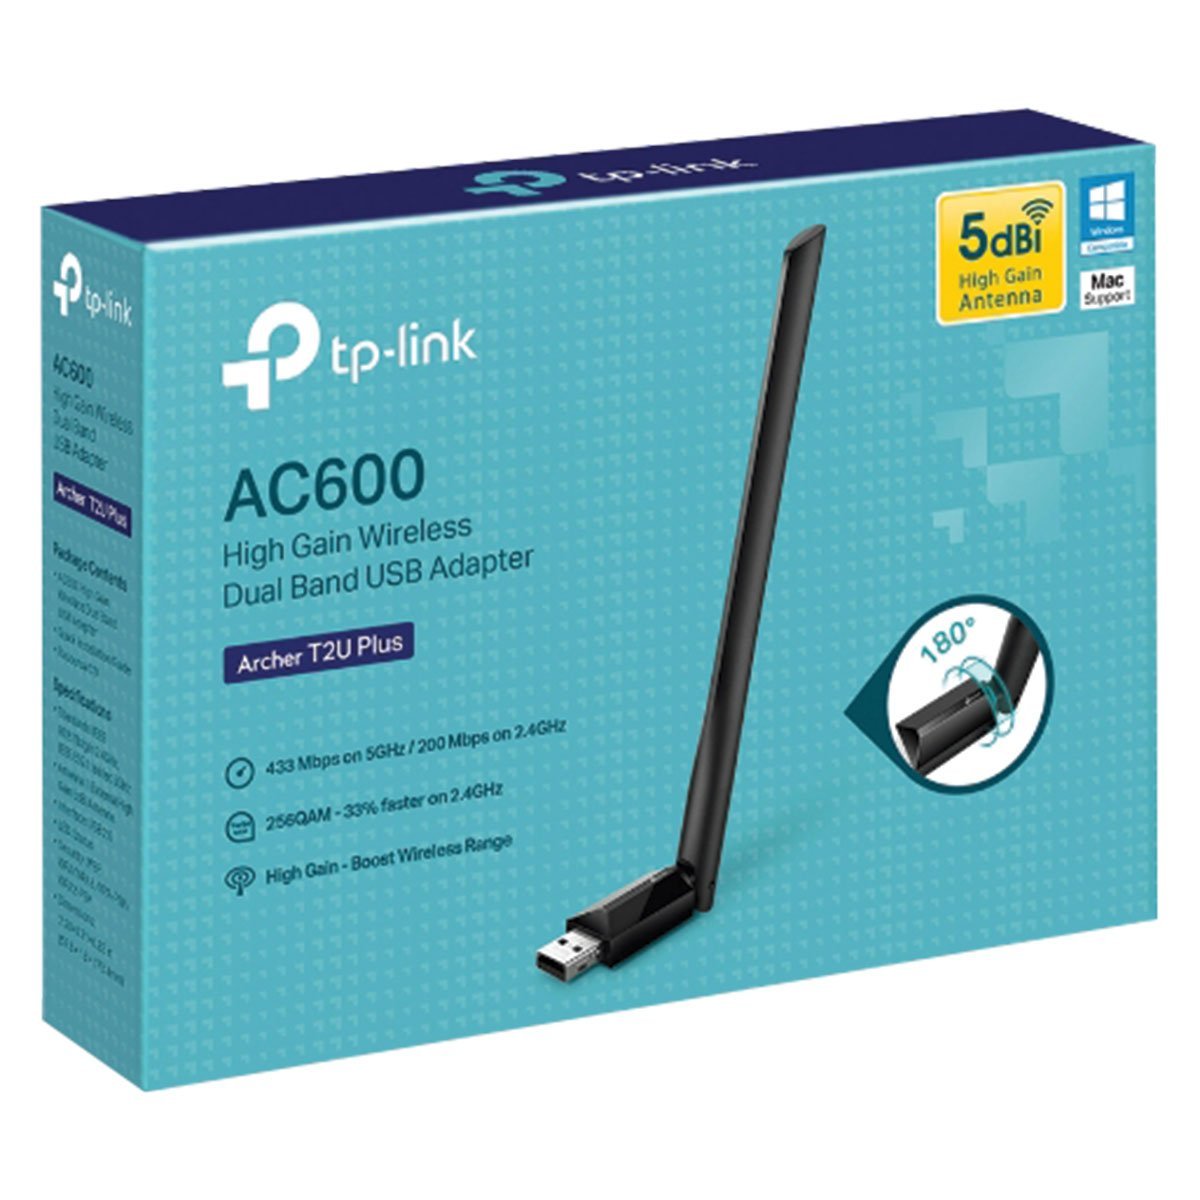 tp-link
tp-link
AC600
High Gain Wireless
Dual Band
USB Adapter
Archer T2U Plus
Package Contents
Specifications
tp-link
AC600
High Gain Wireless
Dual Band USB Adapter
Archer T2U Plus
433 Mbps on 5GHz / 200 Mbps on 2.4GHz
256QAM - 33% faster on 2.4GHz
High Gain - Boost Wireless Range
5dBi
High Gain
Antenna
Windows
Compatible
Mac
Support
180°